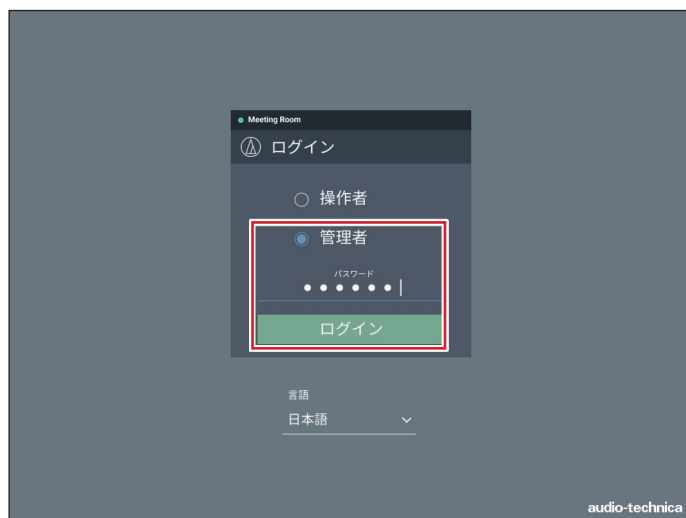 Meeting Room
ログイン
操作者
管理者
パスワード
ログイン
言語
日本語
audio-technica